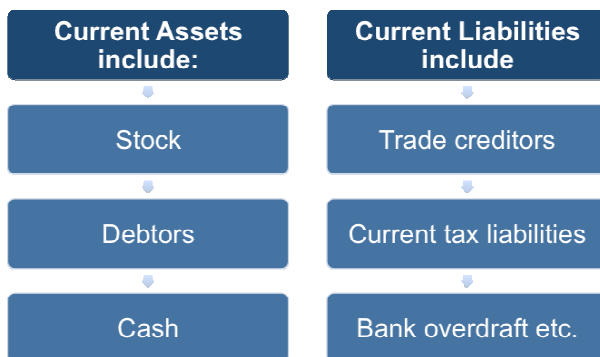 Current Assets
include:
Stock
Debtors
Cash
Current Liabilities
include
Trade creditors
Current tax liabilities
Bank overdraft etc.